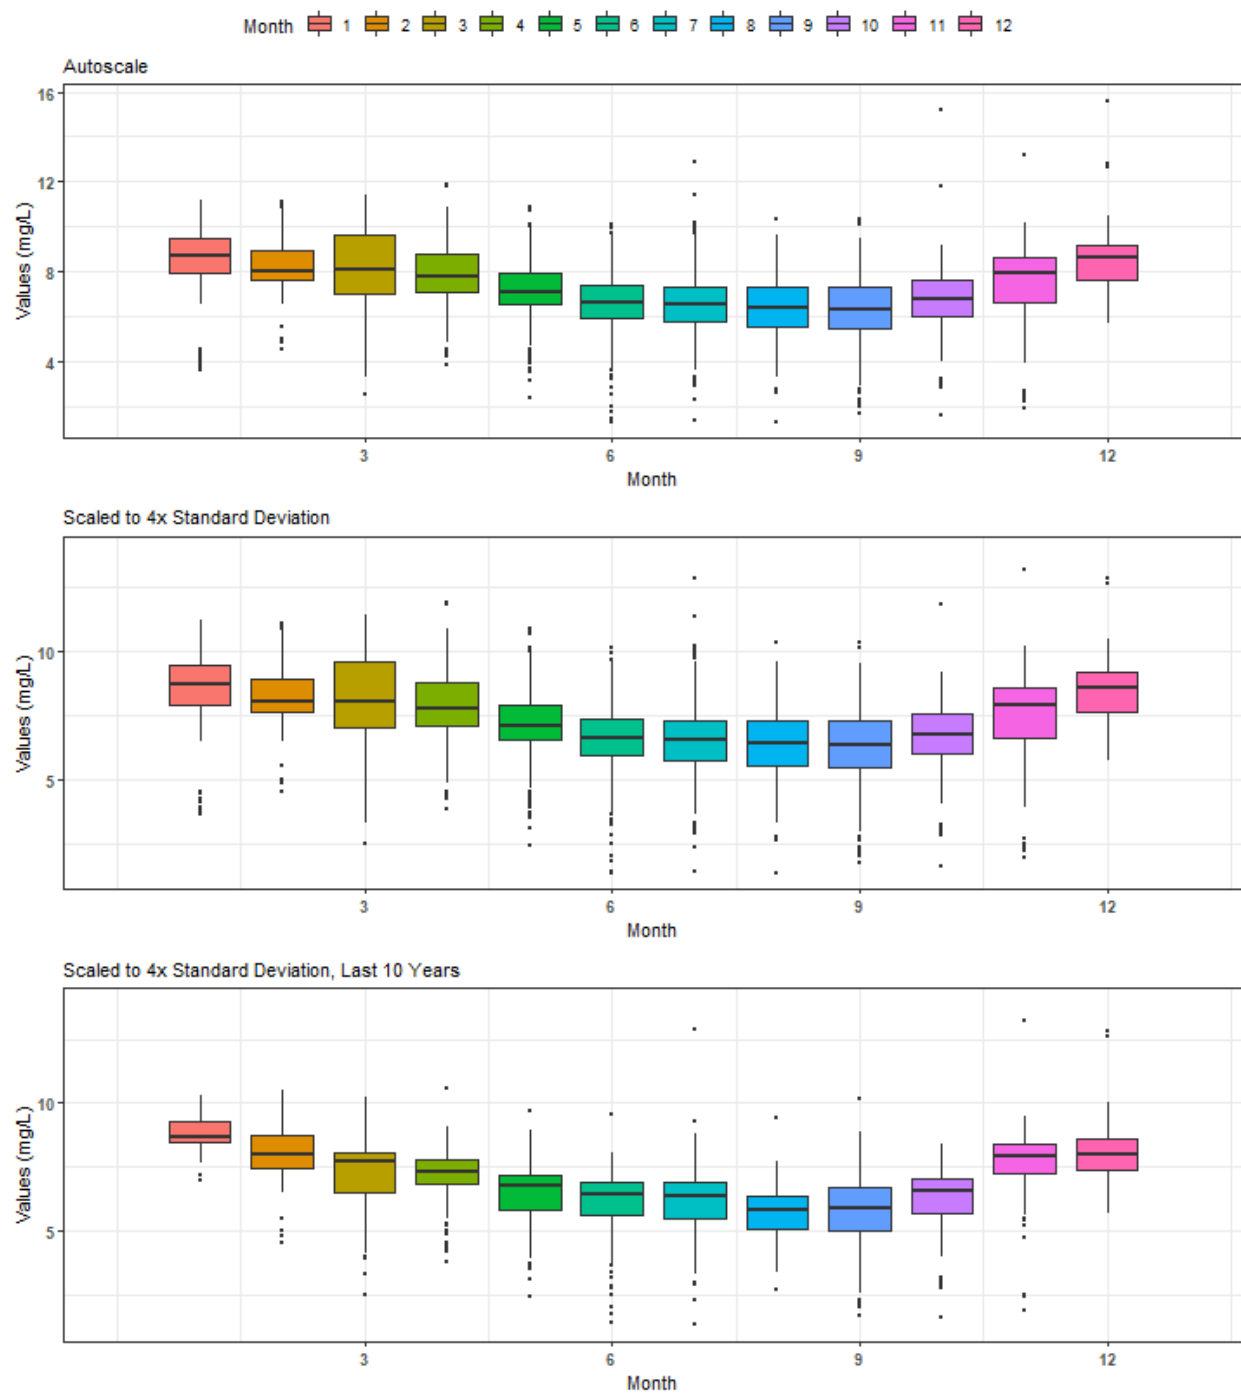 Month 1 2 3 4 5 6 7 8 9 10 11 12
Autoscale
16
12
8
4
Values (mg/L)
3 6 9 12
Month
Scaled to 4x Standard Deviation
10
5
Values (mg/L)
3 6 9 12
Month
Scaled to 4x Standard Deviation, Last 10 Years
10
5
Values (mg/L)
3 6 9 12
Month